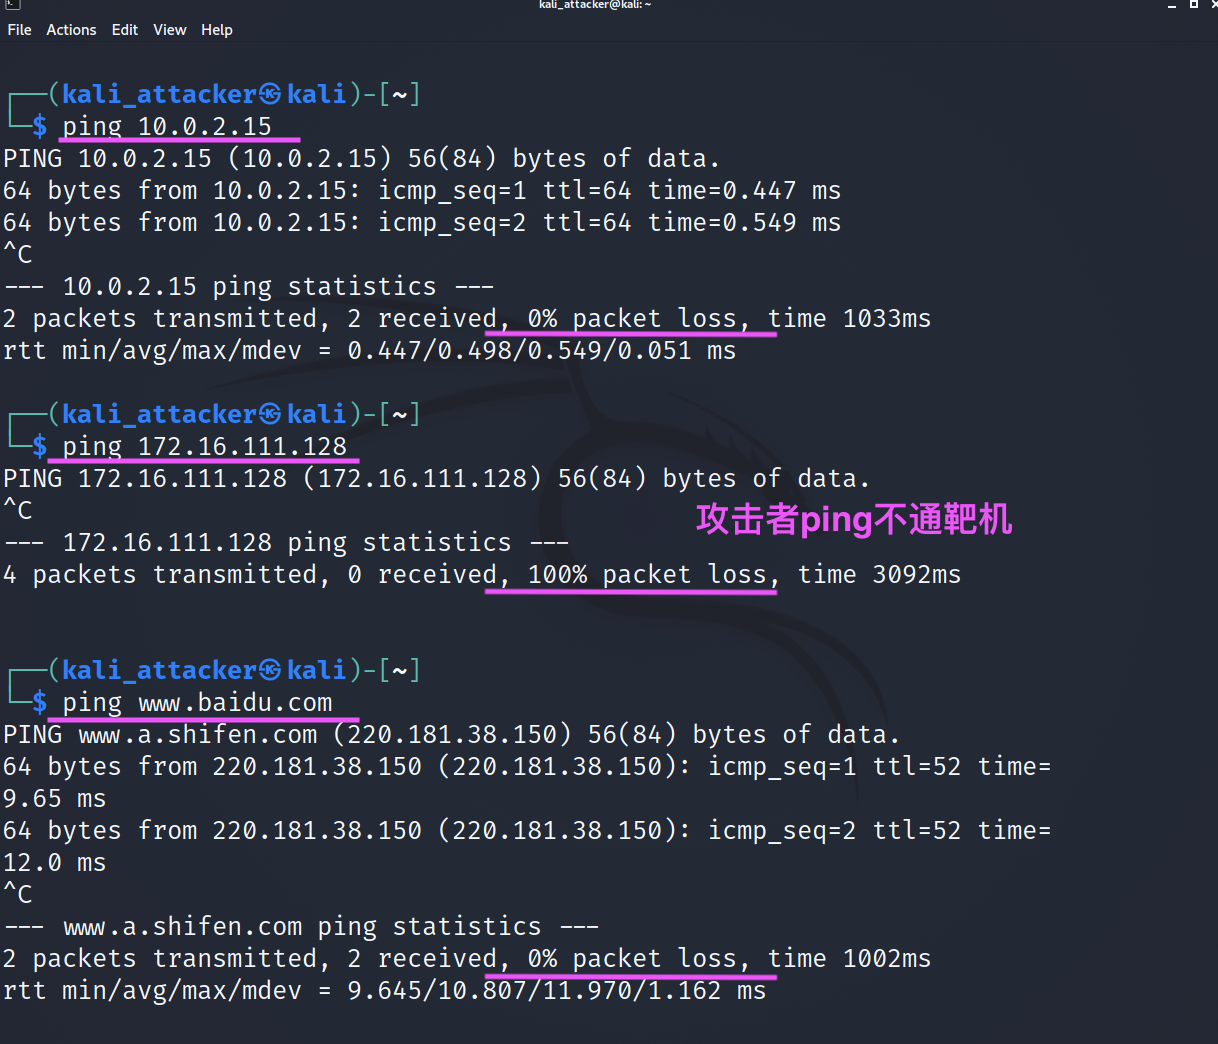 kali_attacker@kali: ~
File Actions Edit View Help
┌──(kali_attacker㉿kali)-[~]
└─$ ping 10.0.2.15
PING 10.0.2.15 (10.0.2.15) 56(84) bytes of data.
64 bytes from 10.0.2.15: icmp_seq=1 ttl=64 time=0.447 ms
64 bytes from 10.0.2.15: icmp_seq=2 ttl=64 time=0.549 ms
^C
--- 10.0.2.15 ping statistics ---
2 packets transmitted, 2 received, 0% packet loss, time 1033ms
rtt min/avg/max/mdev = 0.447/0.498/0.549/0.051 ms
┌──(kali_attacker㉿kali)-[~]
└─$ ping 172.16.111.128
PING 172.16.111.128 (172.16.111.128) 56(84) bytes of data.
^C
攻击者ping不通靶机
--- 172.16.111.128 ping statistics ---
4 packets transmitted, 0 received, 100% packet loss, time 3092ms
┌──(kali_attacker㉿kali)-[~]
└─$ ping www.baidu.com
PING www.a.shifen.com (220.181.38.150) 56(84) bytes of data.
64 bytes from 220.181.38.150 (220.181.38.150): icmp_seq=1 ttl=52 time=
9.65 ms
64 bytes from 220.181.38.150 (220.181.38.150): icmp_seq=2 ttl=52 time=
12.0 ms
^C
--- www.a.shifen.com ping statistics ---
2 packets transmitted, 2 received, 0% packet loss, time 1002ms
rtt min/avg/max/mdev = 9.645/10.807/11.970/1.162 ms